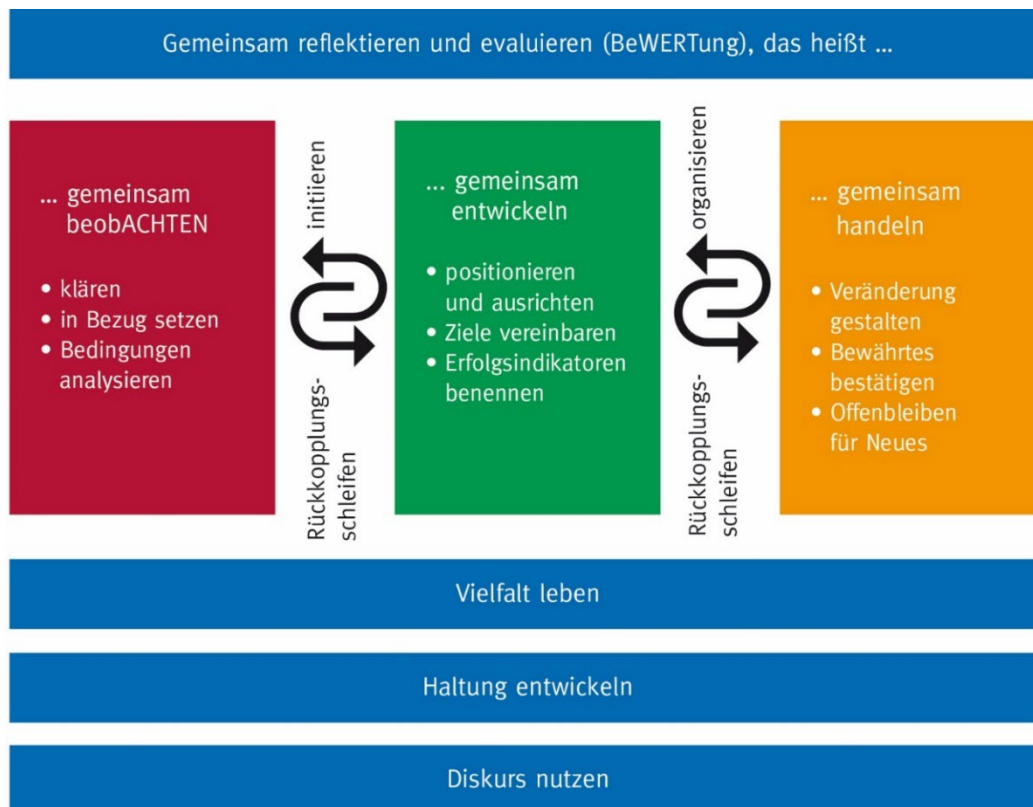 Gemeinsam reflektieren und evaluieren (BeWERTung), das heißt ...
... gemeinsam
beobACHTEN
• klären
• in Bezug setzen
• Bedingungen
analysieren
initiieren
Rückkopplungs-
schleifen
... gemeinsam
entwickeln
• positionieren
und ausrichten
• Ziele vereinbaren
• Erfolgsindikatoren
benennen
organisieren
Rückkopplungs-
schleifen
... gemeinsam
handeln
• Veränderung
gestalten
• Bewährtes
bestätigen
• Offenbleiben
für Neues
Vielfalt leben
Haltung entwickeln
Diskurs nutzen